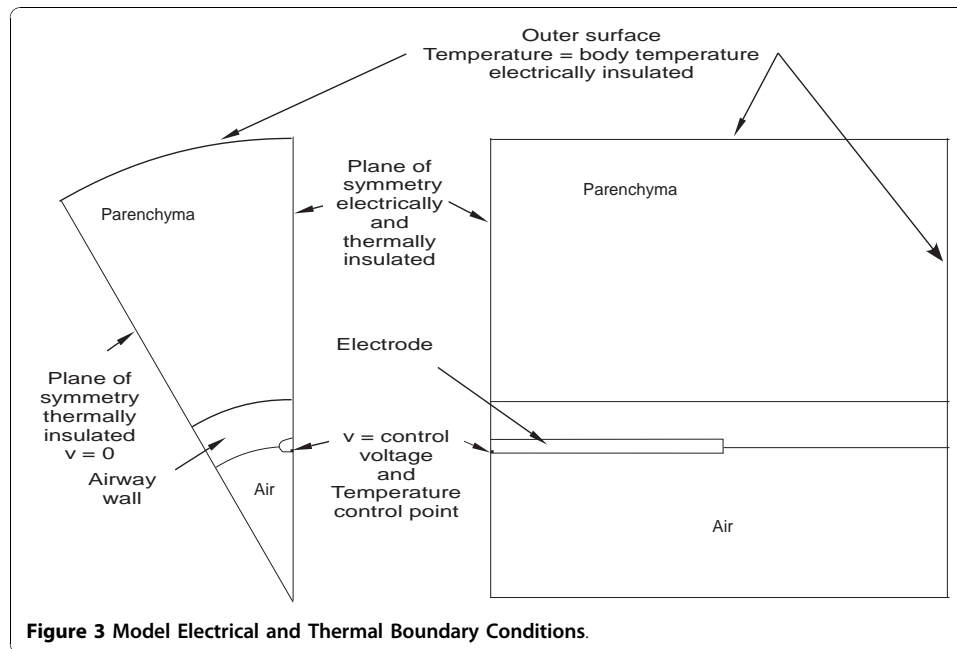 Outer surface
Temperature = body temperature
electrically insulated
Plane of
symmetry
electrically
and
thermally
insulated
Parenchyma
Parenchyma
Electrode
Plane of
symmetry
thermally
insulated
v = 0
Airway
wall
v = control
voltage
and
Temperature
control point
Air
Air
Figure 3 Model Electrical and Thermal Boundary Conditions.